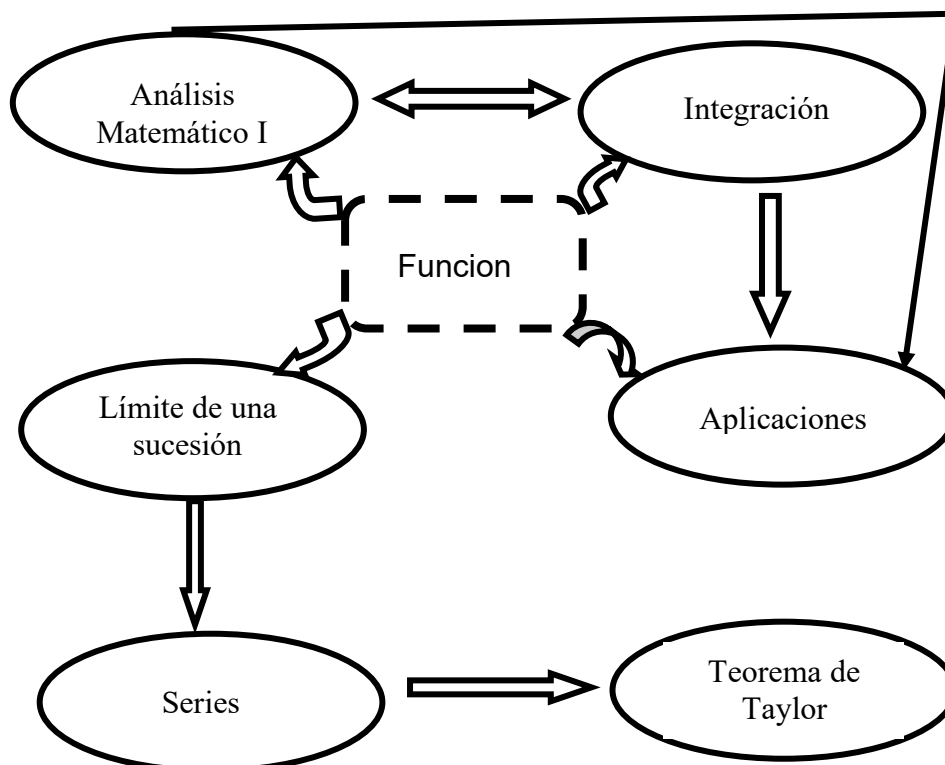 Análisis
Matemático I
Integración
Funcion
Límite de una
sucesión
Aplicaciones
Series
Teorema de
Taylor